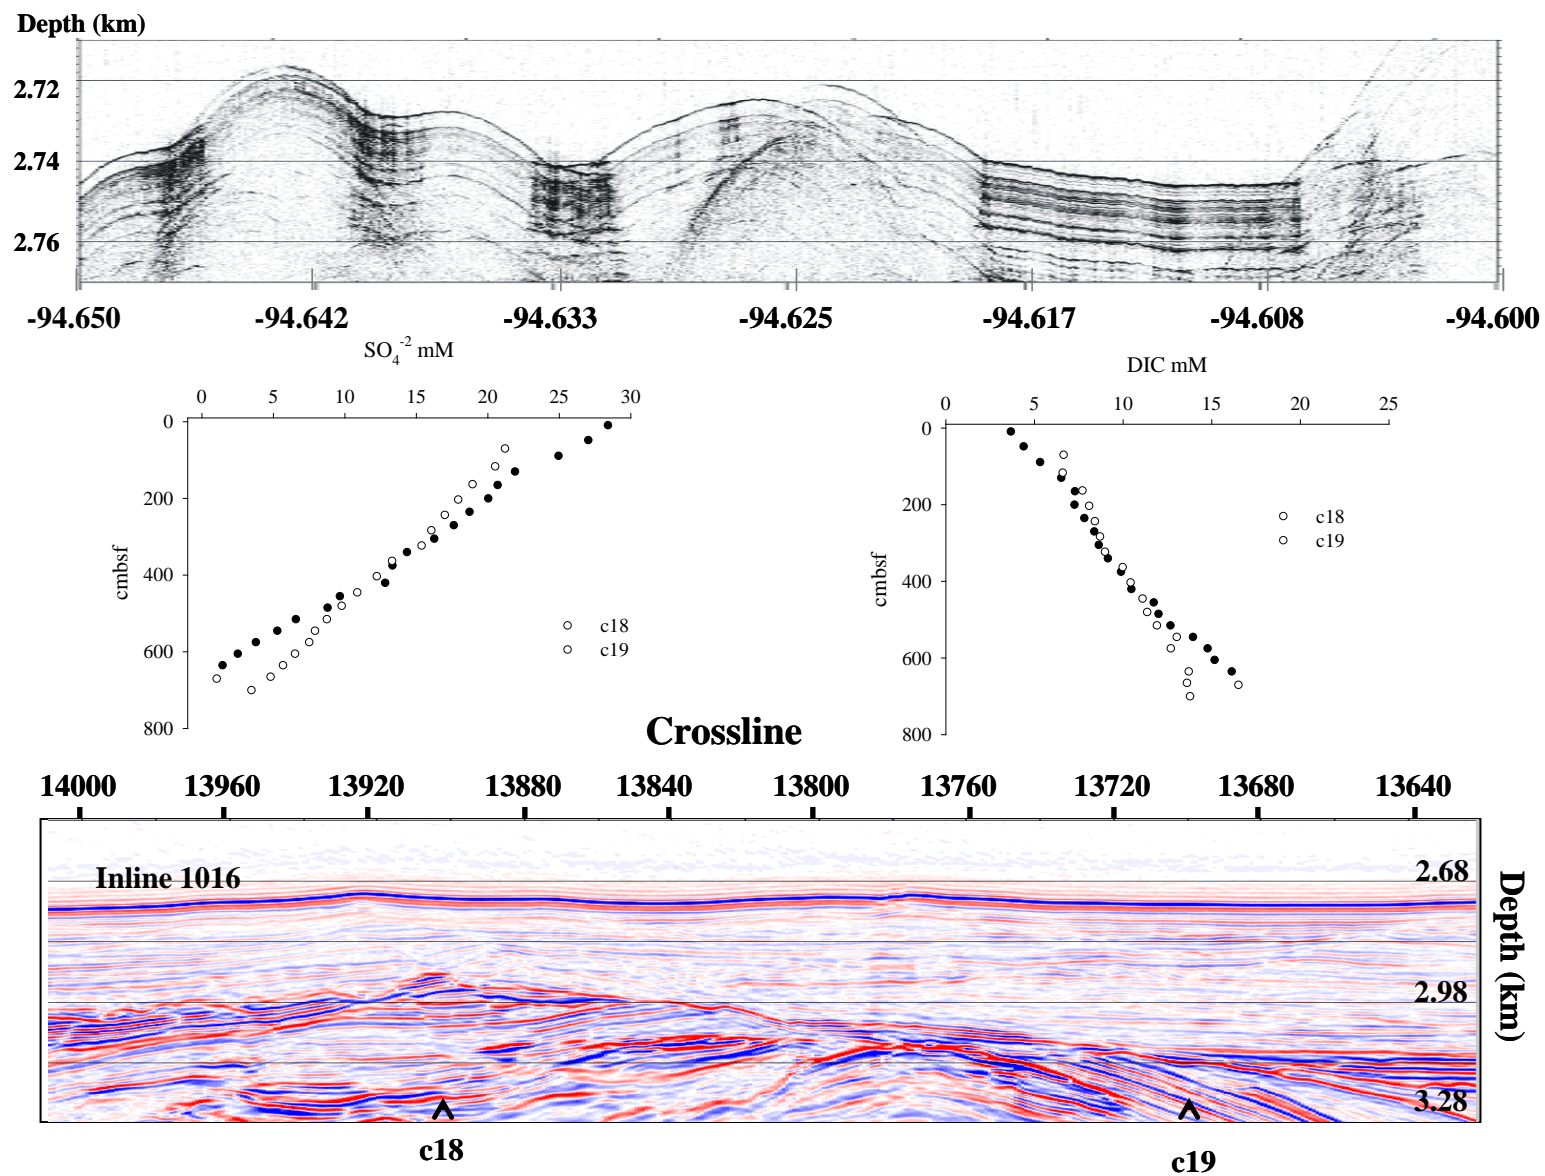 Depth (km)
2.72
2.74
2.76
-94.650 -94.642 -94.633 -94.625 -94.617 -94.608 -94.600
SO4-2 mM
0 5 10 15 20 25 30
0
200
400
600
800
cmbsf
c18
c19
DIC mM
0 5 10 15 20 25
0
200
400
600
800
cmbsf
c18
c19
Crossline
14000 13960 13920 13880 13840 13800 13760 13720 13680 13640
Inline 1016
2.68
2.98
3.28
Depth (km)
c18
c19